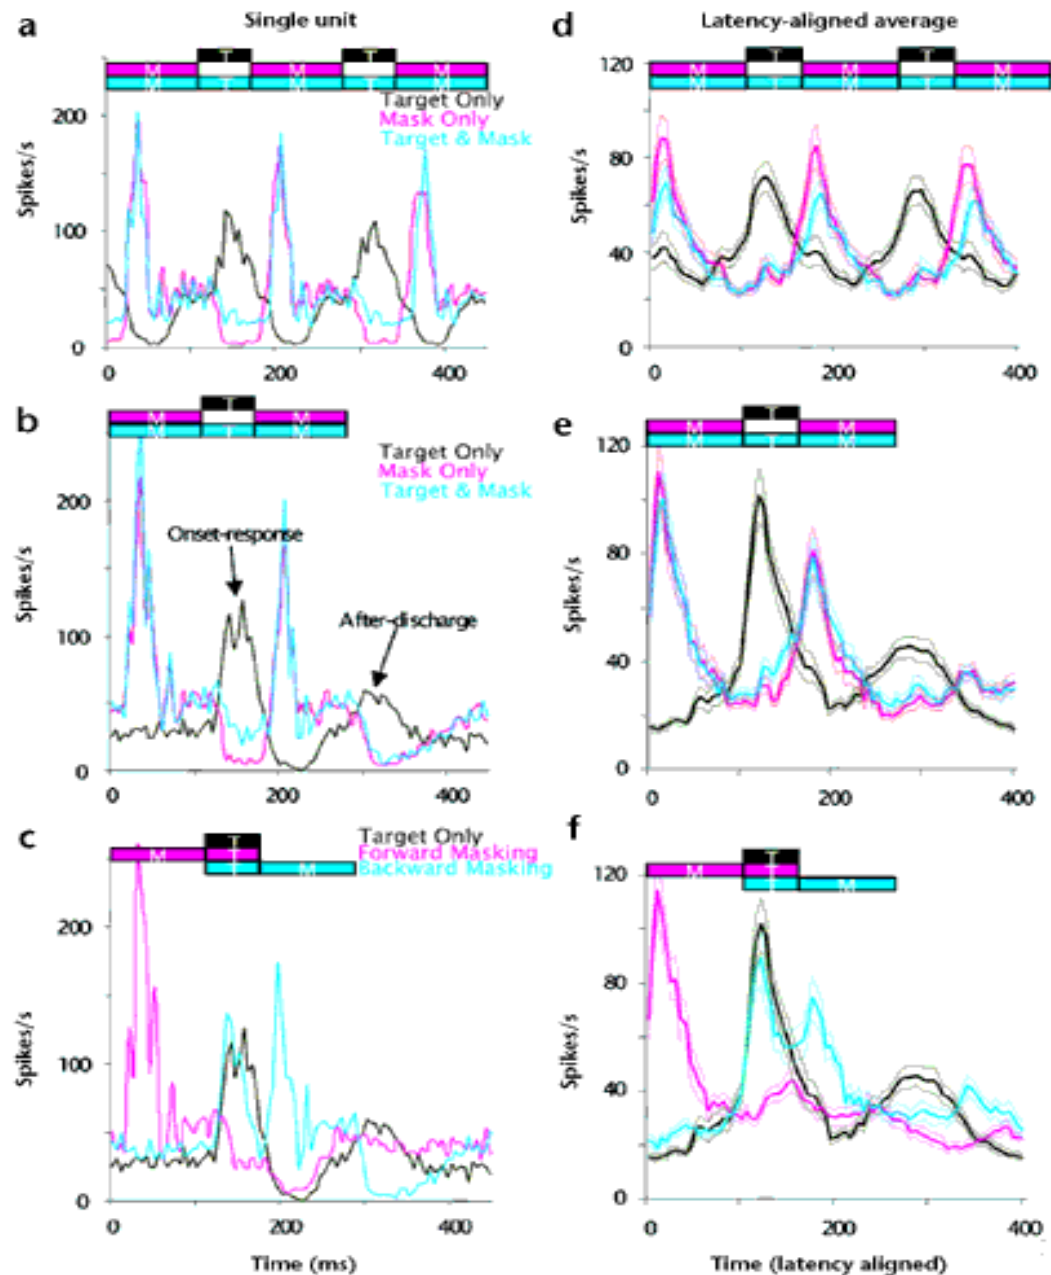 a
Single unit
M T M T M
M T M T M
Target Only
Mask Only
Target & Mask
Spikes/s
200
100
0
0 200 400
d
Latency-aligned average
M T M T M
M T M T M
Spikes/s
120
80
40
0
0 200 400
b
M T M
M T M
Target Only
Mask Only
Target & Mask
Onset-response
After-discharge
Spikes/s
200
100
0
0 200 400
e
M T M
M T M
Spikes/s
120
80
40
0
0 200 400
c
T
M T
T M
Target Only
Forward Masking
Backward Masking
Spikes/s
200
100
0
0 200 400
Time (ms)
f
T
M T
T M
Spikes/s
120
80
40
0
0 200 400
Time (latency aligned)